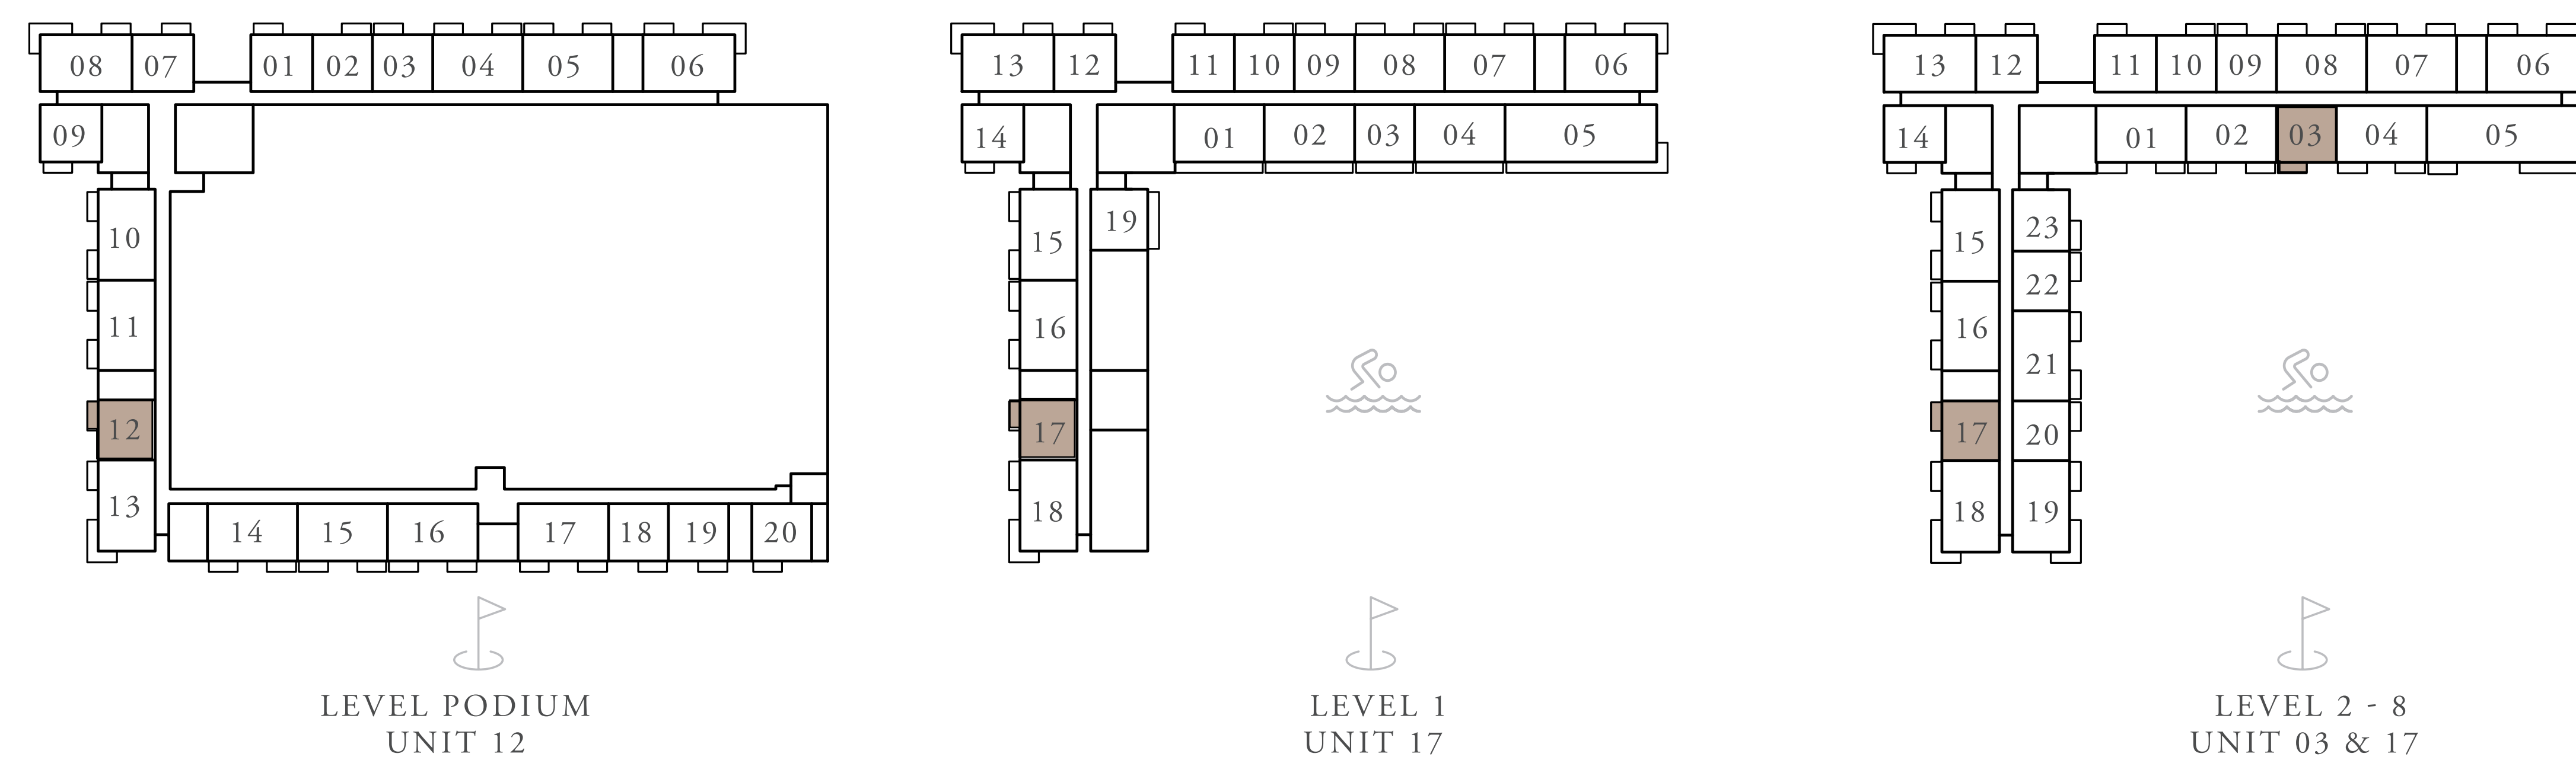 08 07 01 02 03 04 05 06
09
10
11
12
13
14 15 16 17 18 19 20
LEVEL PODIUM
UNIT 12
13 12 11 10 09 08 07 06
14 01 02 03 04 05
15 19
16
17
18
LEVEL 1
UNIT 17
13 12 11 10 09 08 07 06
14 01 02 03 04 05
15 23
22
16 21
17 20
18 19
LEVEL 2 - 8
UNIT 03 & 17